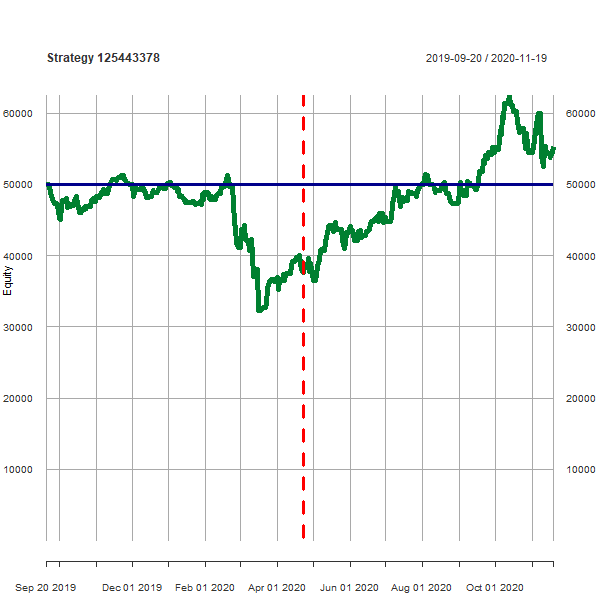 Strategy 125443378
2019-09-20 / 2020-11-19
60000
60000
50000
50000
40000
40000
30000
30000
20000
20000
10000
10000
Equity
Sep 20 2019
Dec 01 2019
Feb 01 2020
Apr 01 2020
Jun 01 2020
Aug 01 2020
Oct 01 2020